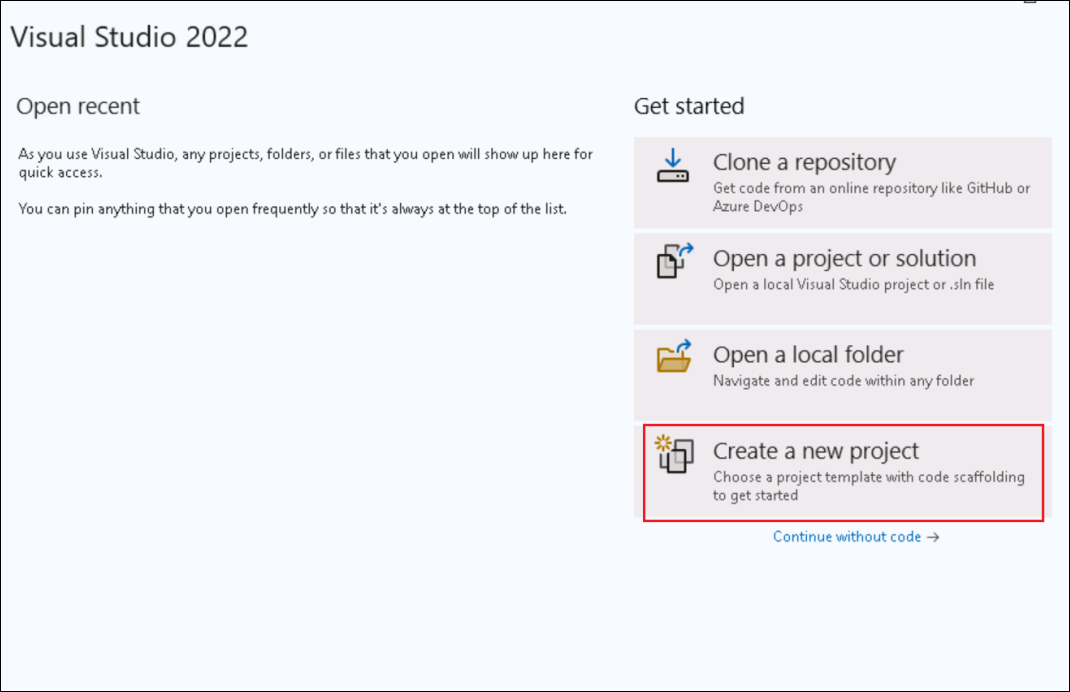 Visual Studio 2022
Open recent
As you use Visual Studio, any projects, folders, or files that you open will show up here for
quick access.
You can pin anything that you open frequently so that it's always at the top of the list.
Get started
Clone a repository
Get code from an online repository like GitHub or
Azure DevOps
Open a project or solution
Open a local Visual Studio project or .sln file
Open a local folder
Navigate and edit code within any folder
Create a new project
Choose a project template with code scaffolding
to get started
Continue without code →